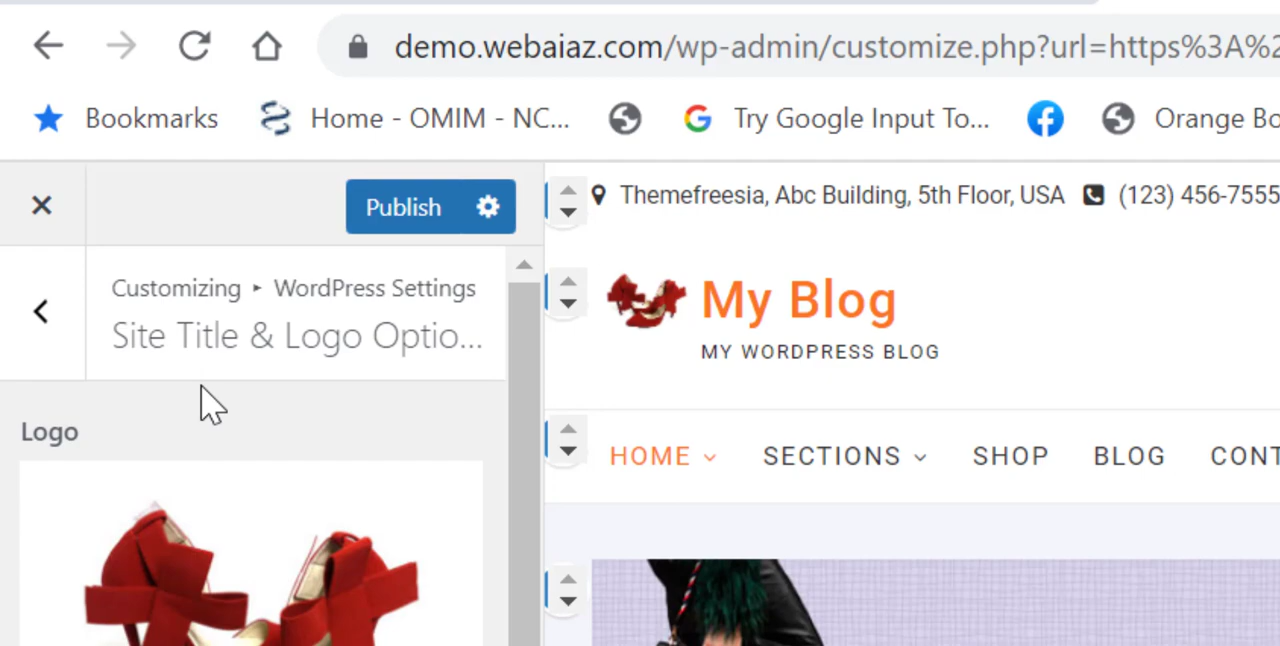 demo.webaiaz.com/wp-admin/customize.php?url=https%3A%2
Bookmarks Home - OMIM - NC... Try Google Input To... Orange Bo
Publish
Themefreesia, Abc Building, 5th Floor, USA (123) 456-7555
Customizing ▸ WordPress Settings
Site Title & Logo Optio...
My Blog
MY WORDPRESS BLOG
Logo
HOME SECTIONS SHOP BLOG CONT